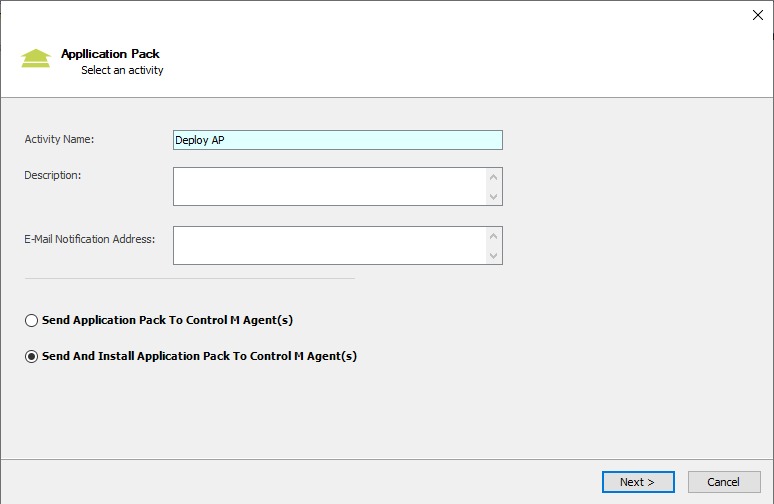 Appllication Pack
Select an activity
Activity Name:
Deploy AP
Description:
E-Mail Notification Address:
Send Application Pack To Control M Agent(s)
Send And Install Application Pack To Control M Agent(s)
Next >
Cancel